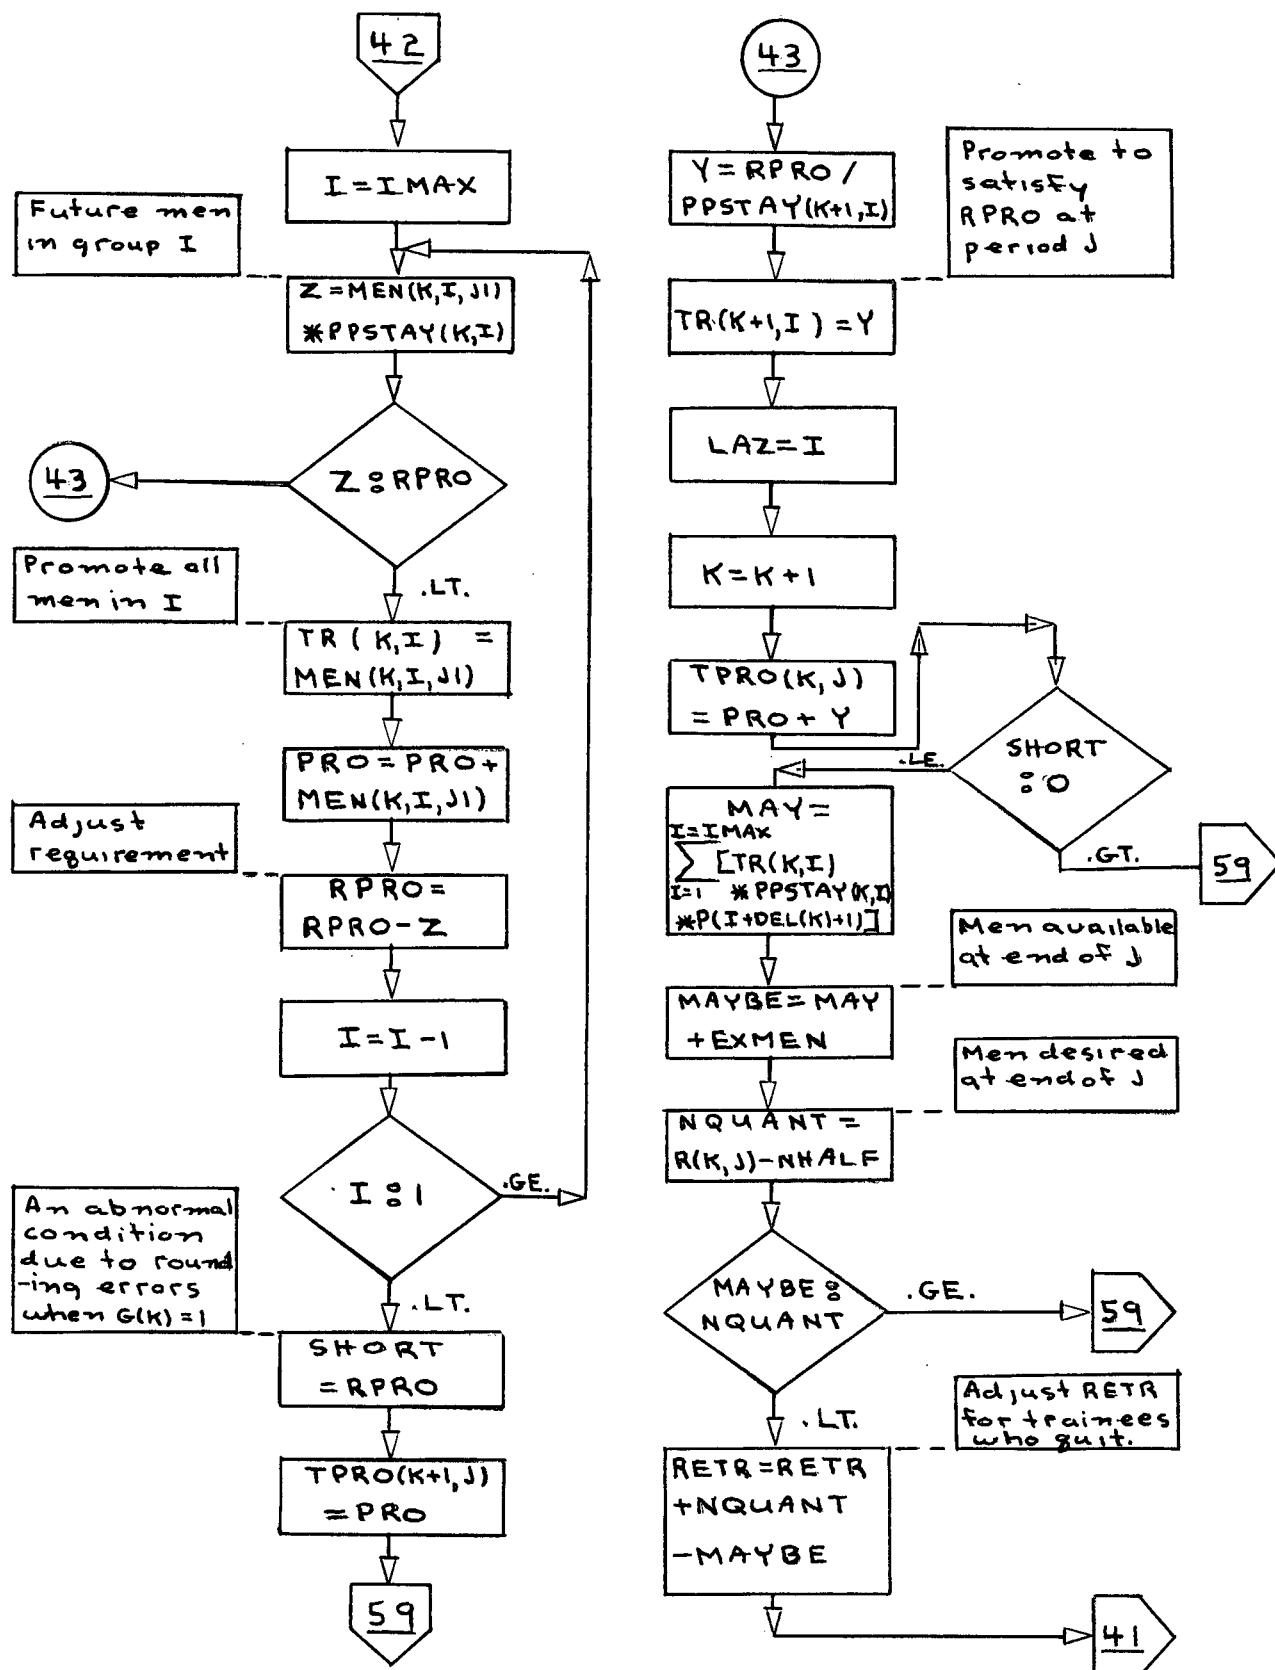 42
I=IMAX
Future men
in group I
Z=MEN(K,I,J1)
*PPSTAY(K,I)
Z:RPRO
43
.LT.
Promote all
men in I
TR(K,I) =
MEN(K,I,J1)
PRO=PRO+
MEN(K,I,J1)
Adjust
requirement
RPRO=
RPRO-Z
I=I-1
I:1
.GE.
.LT.
An abnormal
condition
due to round
-ing errors
when G(K)=1
SHORT
=RPRO
TPRO(K+1,J)
=PRO
59
43
Y=RPRO/
PPSTAY(K+1,I)
Promote to
satisfy
RPRO at
period J
TR(K+1,I)=Y
LAZ=I
K=K+1
TPRO(K,J)
=PRO+Y
SHORT
:0
.LE.
.GT.
59
MAY=
I=IMAX
∑[TR(K,I)
I=1 *PPSTAY(K,I)
*P(I+DEL(K)+1)]
Men available
at end of J
MAYBE=MAY
+EXMEN
Men desired
at end of J
NQUANT=
R(K,J)-NHALF
MAYBE:
NQUANT
.GE.
59
.LT.
Adjust RETR
for trainees
who quit.
RETR=RETR
+NQUANT
-MAYBE
41